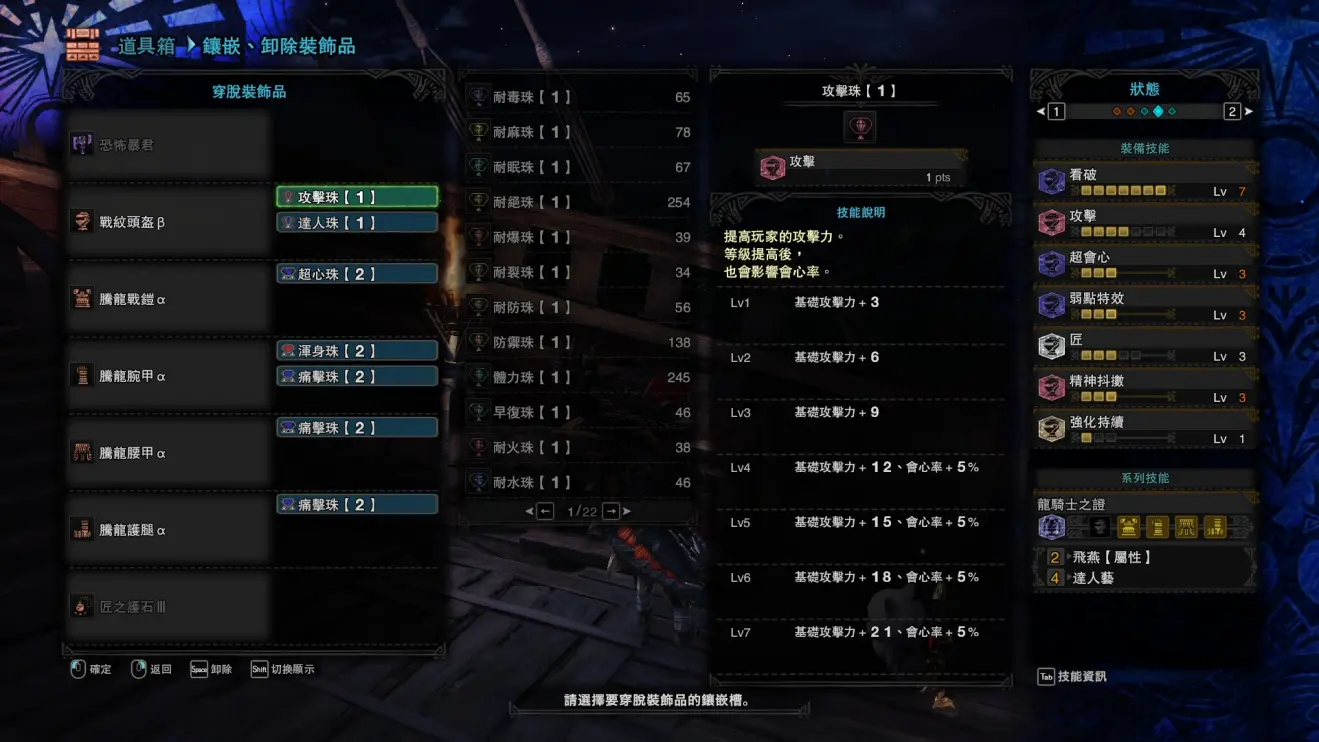 道具箱 鑲嵌、卸除裝飾品
穿脫裝飾品
恐怖暴君
戰紋頭盔β
攻擊珠【1】
達人珠【1】
騰龍戰鎧α
超心珠【2】
騰龍腕甲α
渾身珠【2】
痛擊珠【2】
騰龍腰甲α
痛擊珠【2】
騰龍護腿α
痛擊珠【2】
匠之護石Ⅲ
確定 返回 Space 卸除 Shift 切換顯示
耐毒珠【1】 65
耐麻珠【1】 78
耐眠珠【1】 67
耐絕珠【1】 254
耐爆珠【1】 39
耐裂珠【1】 34
耐防珠【1】 56
防禦珠【1】 138
體力珠【1】 245
早復珠【1】 46
耐火珠【1】 38
耐水珠【1】 46
1/22
攻擊珠【1】
攻擊
1 pts
技能說明
提高玩家的攻擊力。
等級提高後，
也會影響會心率。
Lv1 基礎攻擊力+3
Lv2 基礎攻擊力+6
Lv3 基礎攻擊力+9
Lv4 基礎攻擊力+12、會心率+5%
Lv5 基礎攻擊力+15、會心率+5%
Lv6 基礎攻擊力+18、會心率+5%
Lv7 基礎攻擊力+21、會心率+5%
請選擇要穿脫裝飾品的鑲嵌槽。
狀態
1 2
裝備技能
看破
Lv 7
攻擊
Lv 4
超會心
Lv 3
弱點特效
Lv 3
匠
Lv 3
精神抖擻
Lv 3
強化持續
Lv 1
系列技能
龍騎士之證
2 飛燕【屬性】
4 達人藝
Tab 技能資訊